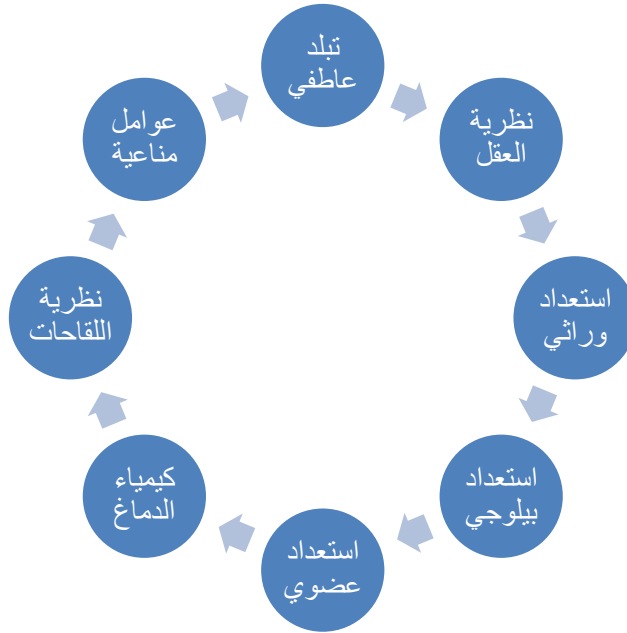 تبلد
عاطفي
نظرية
العقل
استعداد
وراثي
استعداد
بيلوجي
استعداد
عضوي
كيمياء
الدماغ
نظرية
اللقاحات
عوامل
مناعية